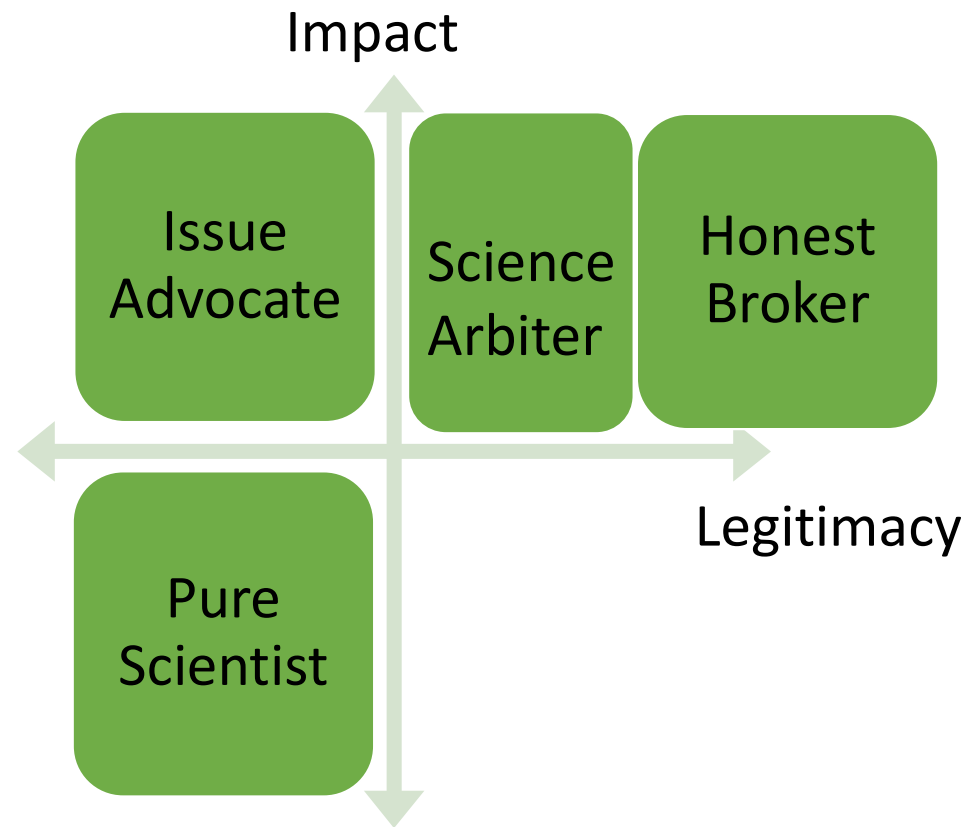 Impact
Issue
Advocate
Science
Arbiter
Honest
Broker
Legitimacy
Pure
Scientist